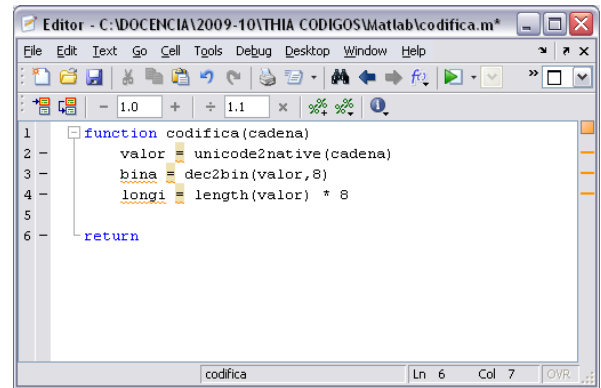 Editor - C:\DOCENCIA\2009-10\THIA CODIGOS\Matlab\codifica.m*
File Edit Text Go Cell Tools Debug Desktop Window Help
- 1.0 + ÷ 1.1 ×
1 function codifica(cadena)
2 - valor = unicode2native(cadena)
3 - bina = dec2bin(valor,8)
4 - longi = length(valor) * 8
5
6 - return
codifica Ln 6 Col 7 OVR